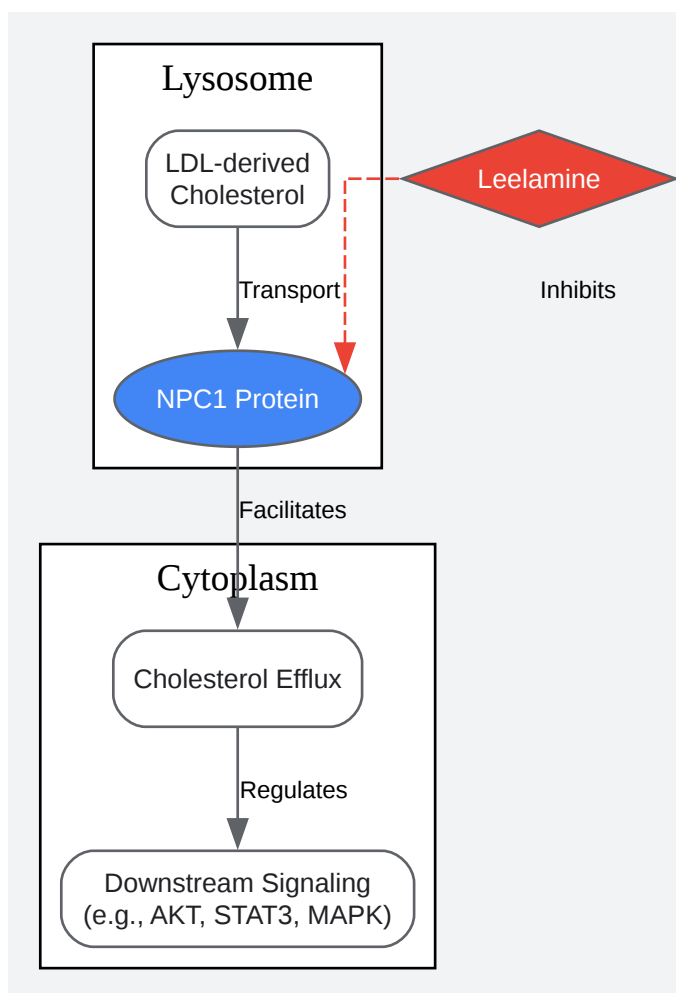 Lysosome
LDL-derived
Cholesterol
Leelamine
Transport
Inhibits
NPC1 Protein
Facilitates
Cytoplasm
Cholesterol Efflux
Regulates
Downstream Signaling
(e.g., AKT, STAT3, MAPK)